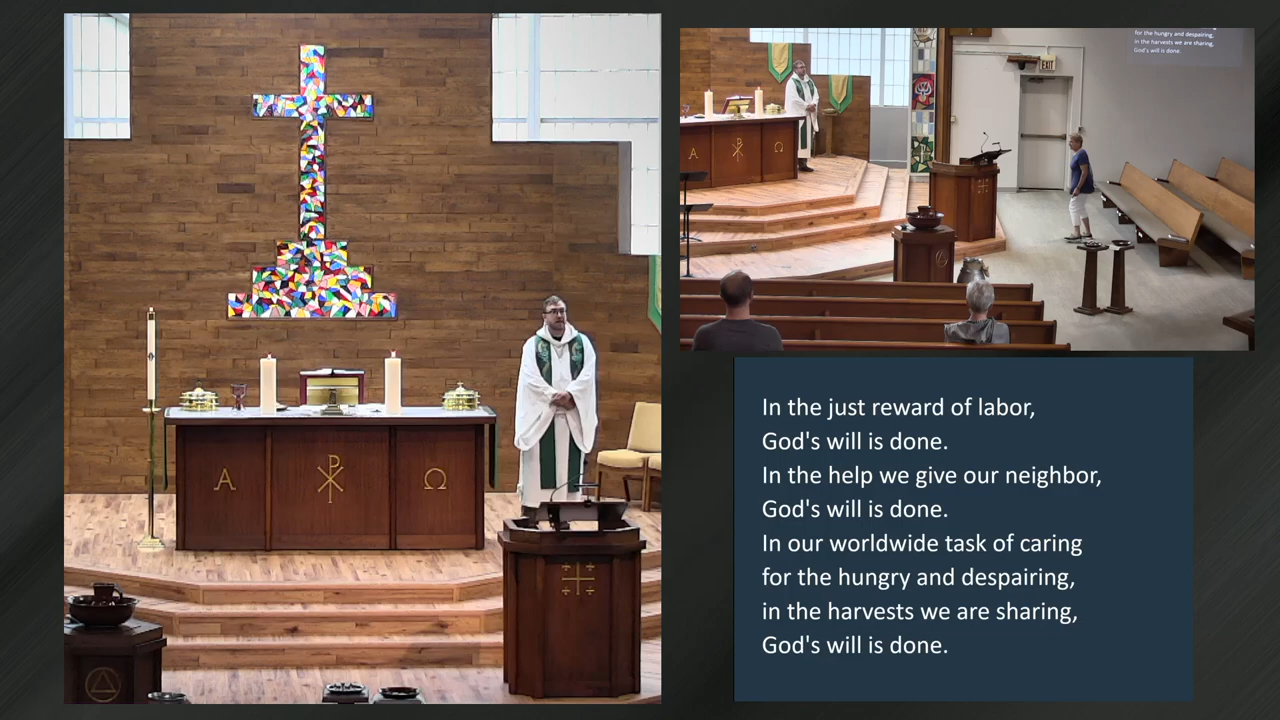 for the hungry and despairing,
in the harvests we are sharing,
God's will is done.
EXIT
Α
Ω
Α
Ω
In the just reward of labor,
God's will is done.
In the help we give our neighbor,
God's will is done.
In our worldwide task of caring
for the hungry and despairing,
in the harvests we are sharing,
God's will is done.